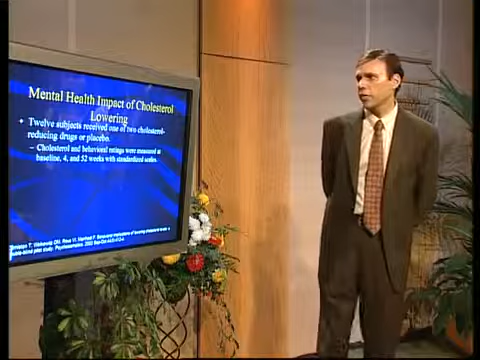 Mental Health Impact of Cholesterol
Lowering
Twelve subjects received one of two cholesterol-
reducing drugs or placebo.
– Cholesterol and behavioral ratings were measured at
baseline, 4, and 52 weeks with standardized scales.